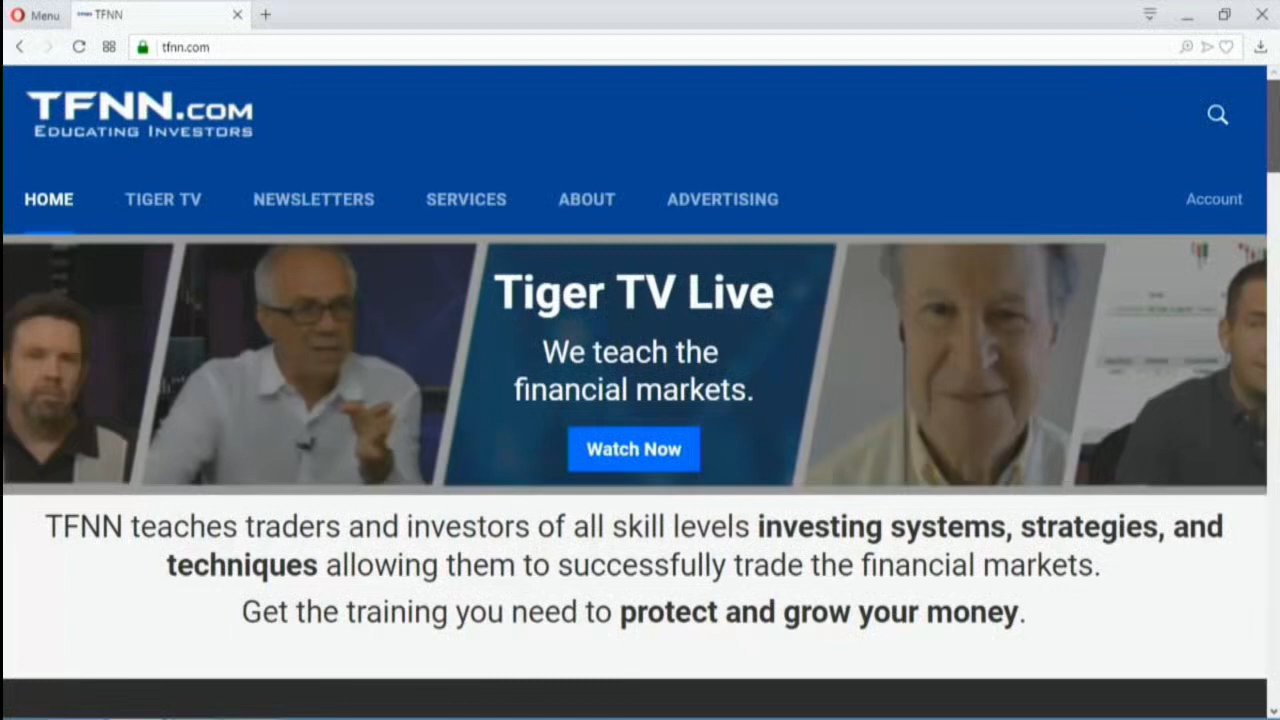 Menu
TFNN
tfnn.com
TFNN.COM
EDUCATING INVESTORS
HOME TIGER TV NEWSLETTERS SERVICES ABOUT ADVERTISING Account
Tiger TV Live
We teach the
financial markets.
Watch Now
TFNN teaches traders and investors of all skill levels investing systems, strategies, and
techniques allowing them to successfully trade the financial markets.
Get the training you need to protect and grow your money.